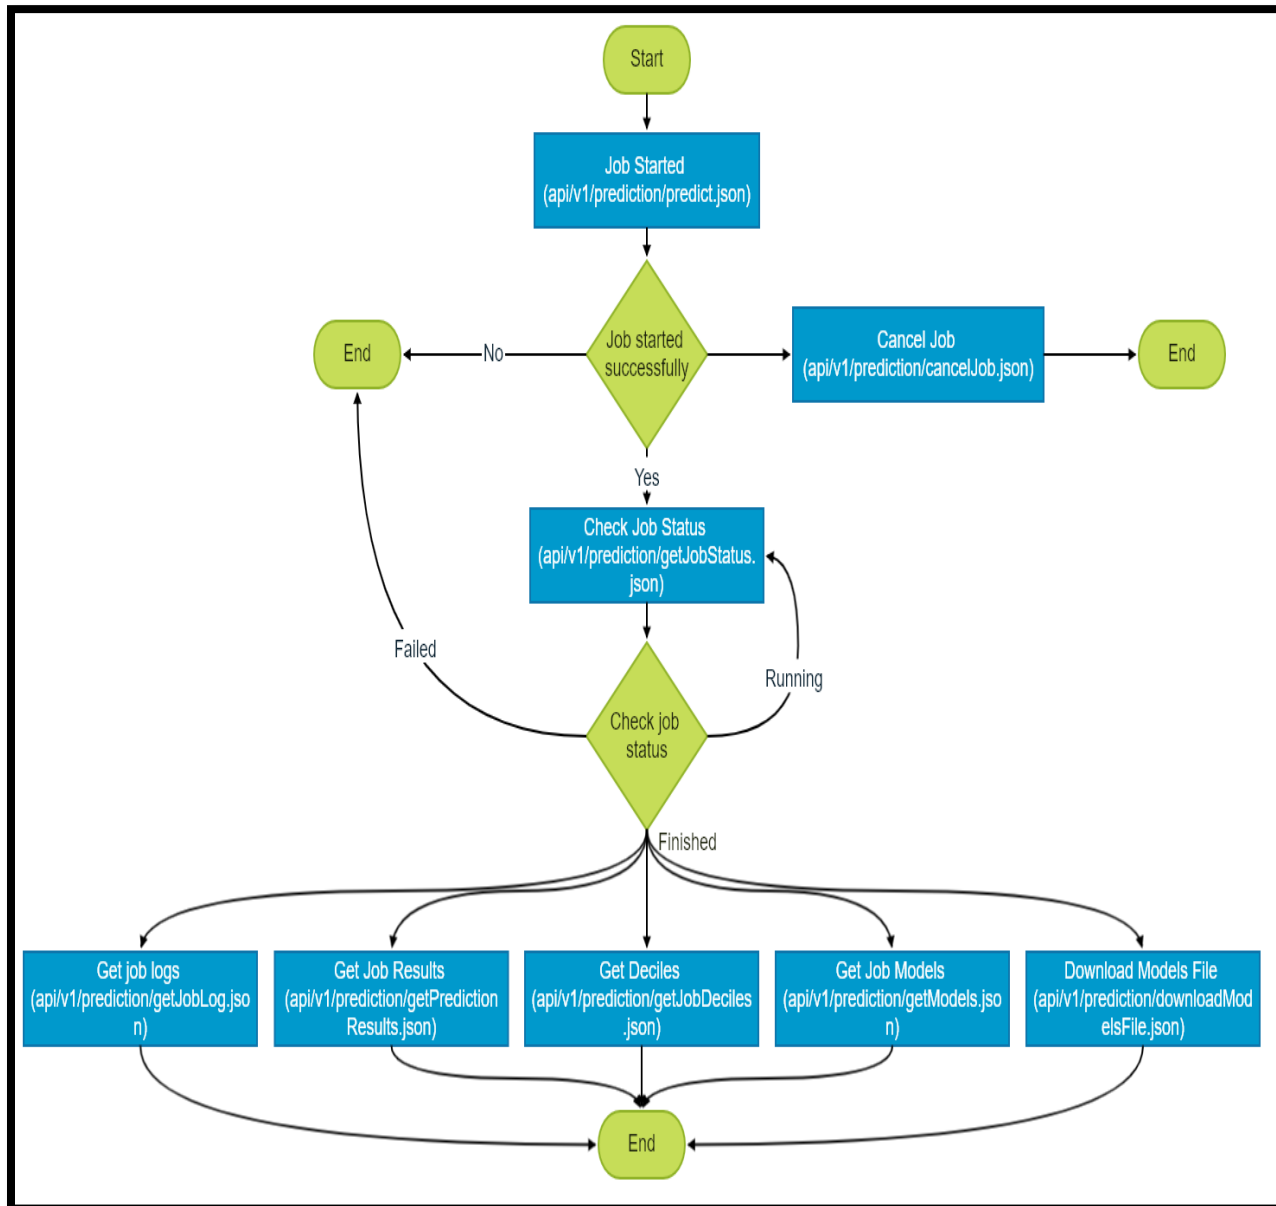 Start
Job Started
(api/v1/prediction/predict.json)
Job started
successfully
No
End
Cancel Job
(api/v1/prediction/cancelJob.json)
End
Yes
Check Job Status
(api/v1/prediction/getJobStatus.
json)
Failed
Running
Check job
status
Finished
Get job logs
(api/v1/prediction/getJobLog.jso
n)
Get Job Results
(api/v1/prediction/getPrediction
Results.json)
Get Deciles
(api/v1/prediction/getJobDeciles
.json)
Get Job Models
(api/v1/prediction/getModels.jso
n)
Download Models File
(api/v1/prediction/downloadMod
elsFile.json)
End